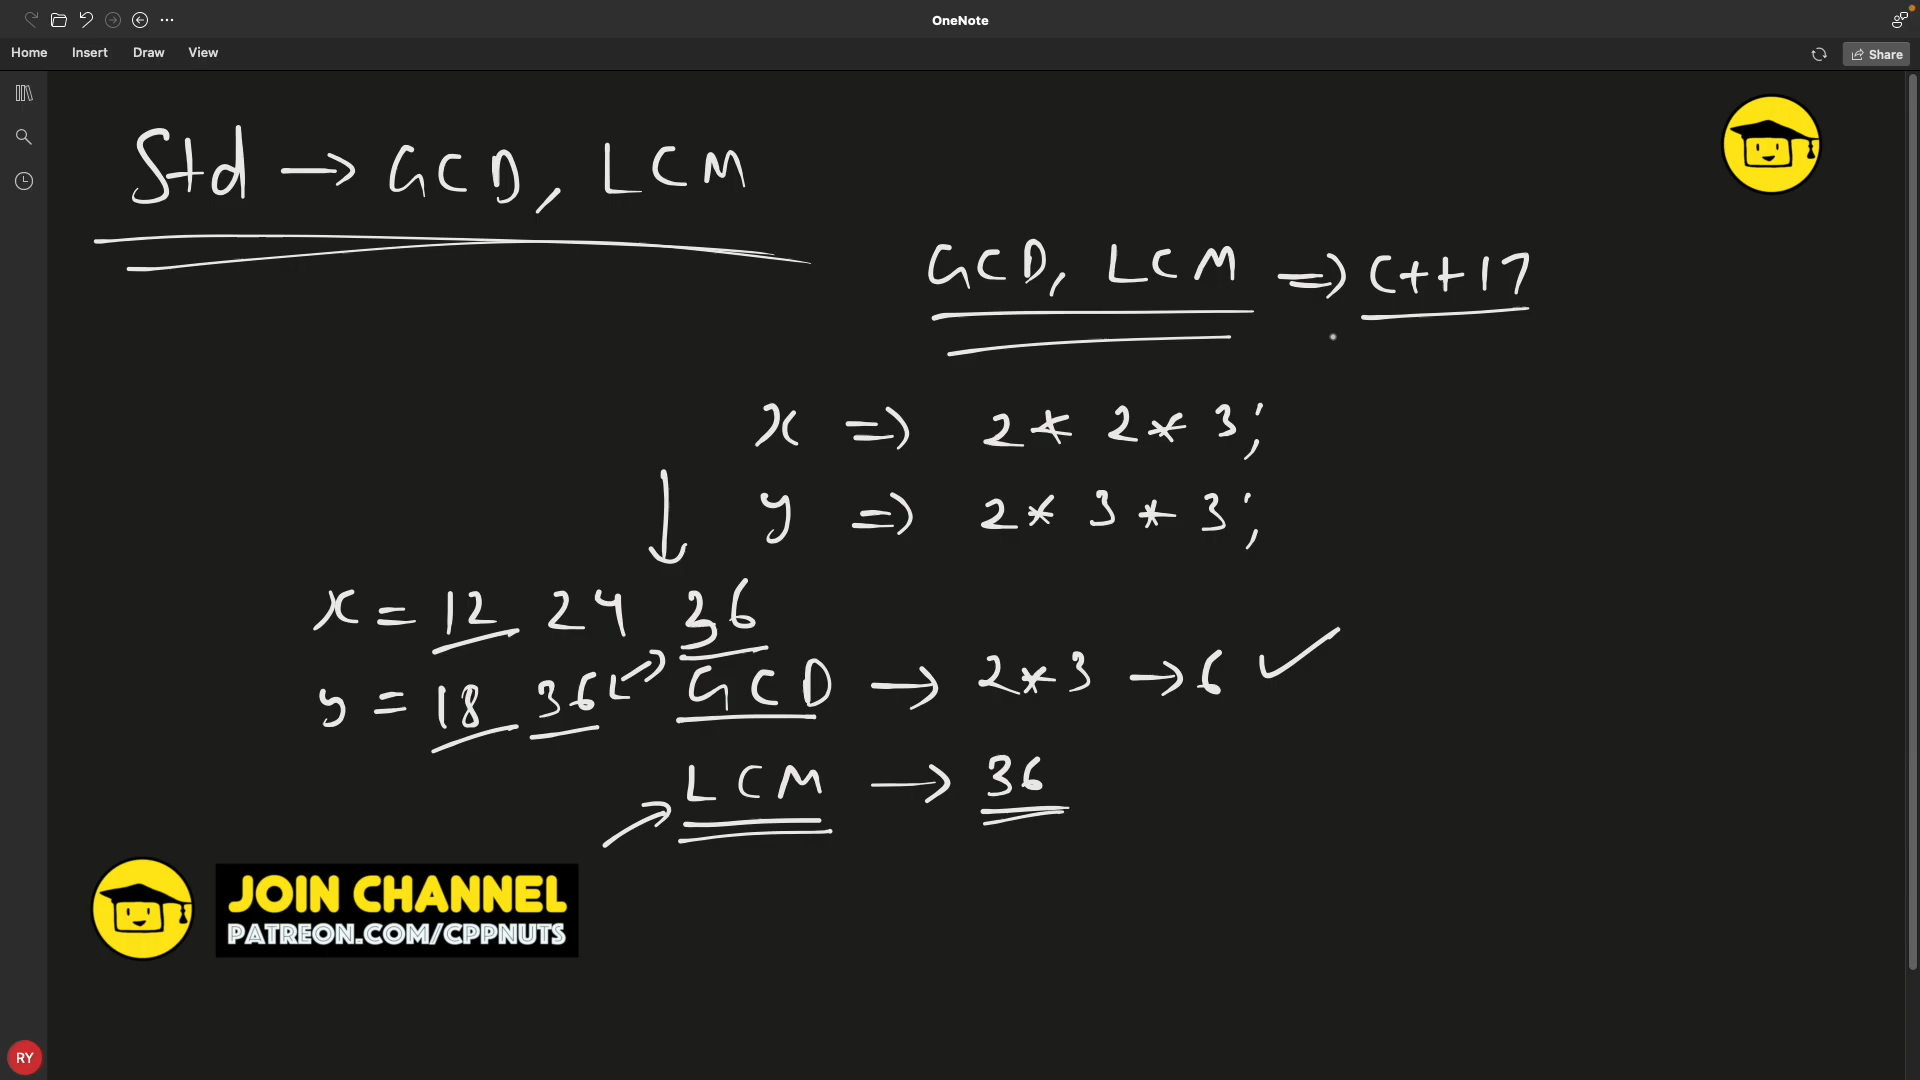 OneNote
Home Insert Draw View
Share
Std → GCD, LCM
GCD, LCM => C++17
x => 2 * 2 * 3;
y => 2 * 3 * 3;
x = 12 24 36
y = 18 36
GCD → 2*3 → 6 ✓
LCM → 36
JOIN CHANNEL
PATREON.COM/CPPNUTS
RY